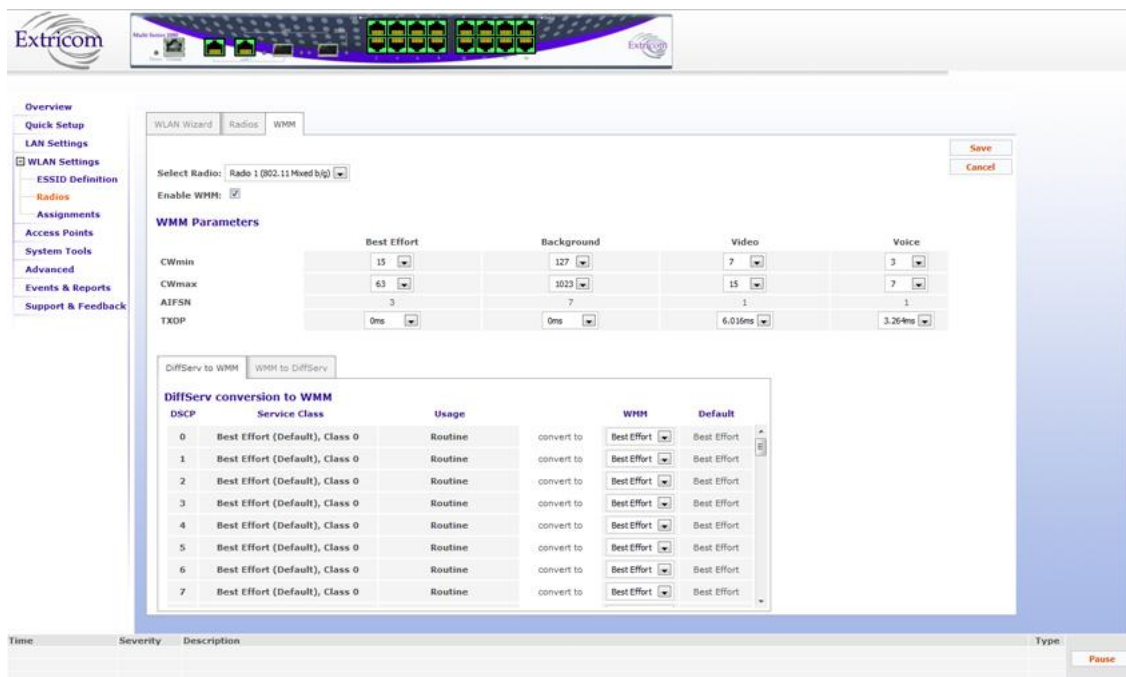 Extricom
Extricom
Overview
Quick Setup
LAN Settings
WLAN Settings
ESSID Definition
Radios
Assignments
Access Points
System Tools
Advanced
Events & Reports
Support & Feedback
WLAN Wizard Radios WMM
Save
Cancel
Select Radio: Radio 1 (802.11 Mixed b/g)
Enable WMM:
WMM Parameters
Best Effort Background Video Voice
CWmin 15 127 7 3
CWmax 63 1023 15 7
AIFSN 3 7 1 1
TXOP 0ms 0ms 6.016ms 3.264ms
DiffServ to WMM WMM to DiffServ
DiffServ conversion to WMM
DSCP Service Class Usage WMM Default
0 Best Effort (Default), Class 0 Routine convert to Best Effort Best Effort
1 Best Effort (Default), Class 0 Routine convert to Best Effort Best Effort
2 Best Effort (Default), Class 0 Routine convert to Best Effort Best Effort
3 Best Effort (Default), Class 0 Routine convert to Best Effort Best Effort
4 Best Effort (Default), Class 0 Routine convert to Best Effort Best Effort
5 Best Effort (Default), Class 0 Routine convert to Best Effort Best Effort
6 Best Effort (Default), Class 0 Routine convert to Best Effort Best Effort
7 Best Effort (Default), Class 0 Routine convert to Best Effort Best Effort
Time Severity Description Type
Pause